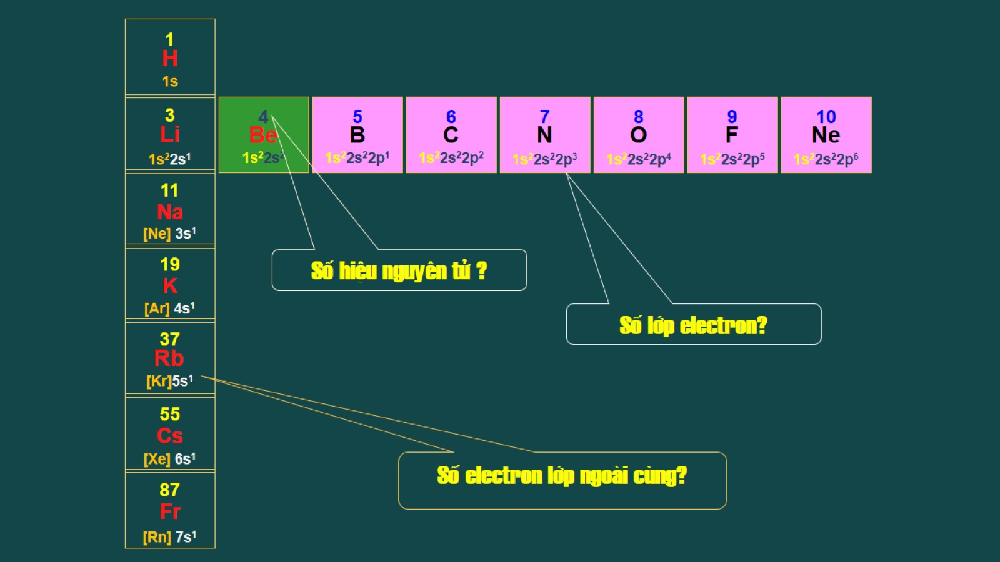 1
H
1s
3
Li
1s²2s¹
4
Be
1s²2s²
5
B
1s²2s²2p¹
6
C
1s²2s²2p²
7
N
1s²2s²2p³
8
O
1s²2s²2p⁴
9
F
1s²2s²2p⁵
10
Ne
1s²2s²2p⁶
11
Na
[Ne] 3s¹
19
K
[Ar] 4s¹
37
Rb
[Kr]5s¹
55
Cs
[Xe] 6s¹
87
Fr
[Rn] 7s¹
Số hiệu nguyên tử ?
Số lớp electron?
Số electron lớp ngoài cùng?